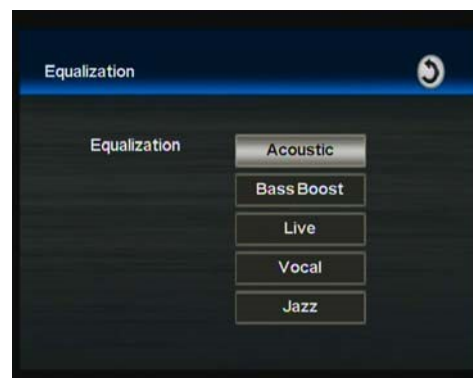 Equalization
Equalization
Acoustic
Bass Boost
Live
Vocal
Jazz